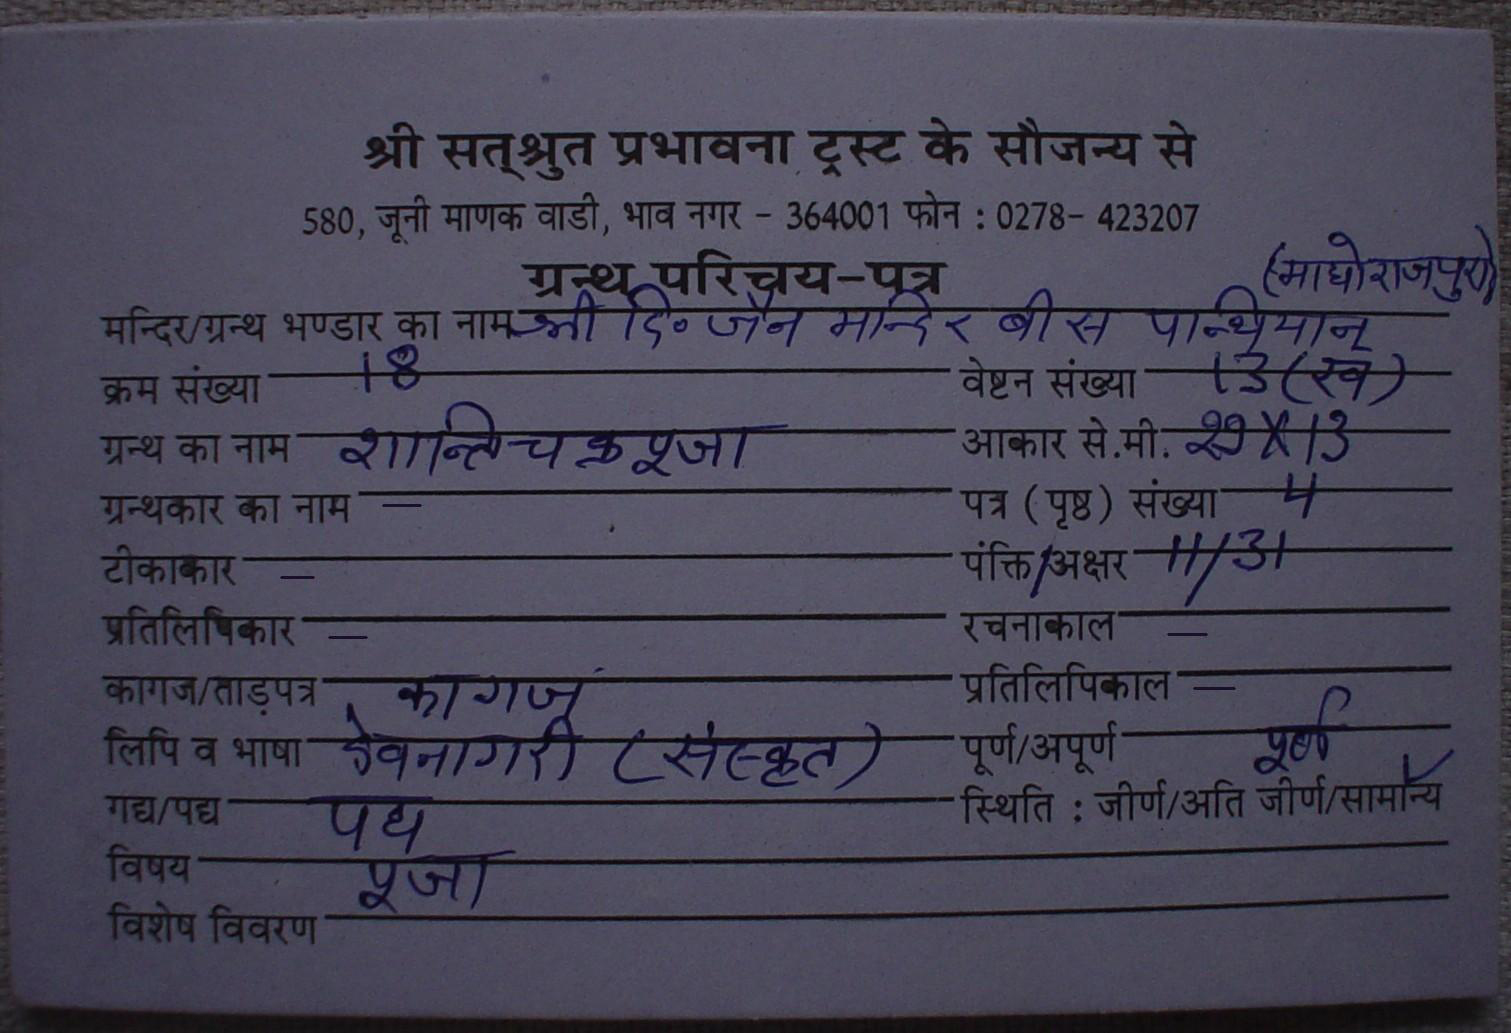 श्री सत्‌श्रुत प्रभावना ट्रस्ट के सौजन्य से
580, जूनी माणक वाडी, भाव नगर - 364001 फोन : 0278- 423207
ग्रन्थ परिचय-पत्र (माधोराजपुरा)
मन्दिर/ग्रन्थ भण्डार का नाम श्री दि० जैन मन्दिर बीस पान्थियान्
क्रम संख्या 18 वेष्टन संख्या 13 (ख)
ग्रन्थ का नाम शान्तिचक्रपूजा आकार से.मी. 29 X 13
ग्रन्थकार का नाम — पत्र (पृष्ठ) संख्या 4
टीकाकार — पंक्ति/अक्षर 11/31
प्रतिलिपिकार — रचनाकाल —
कागज/ताड़पत्र कागज प्रतिलिपिकाल —
लिपि व भाषा देवनागरी (संस्कृत) पूर्ण/अपूर्ण पूर्ण
गद्य/पद्य पद्य स्थिति : जीर्ण/अति जीर्ण/सामान्य ✓
विषय पूजा
विशेष विवरण